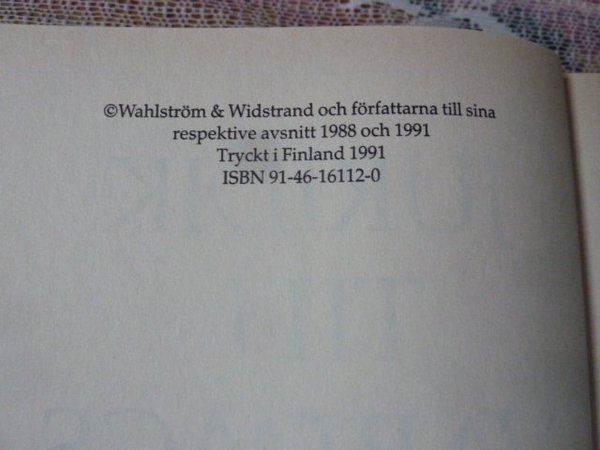 ©Wahlström & Widstrand och författarna till sina
respektive avsnitt 1988 och 1991
Tryckt i Finland 1991
ISBN 91-46-16112-0